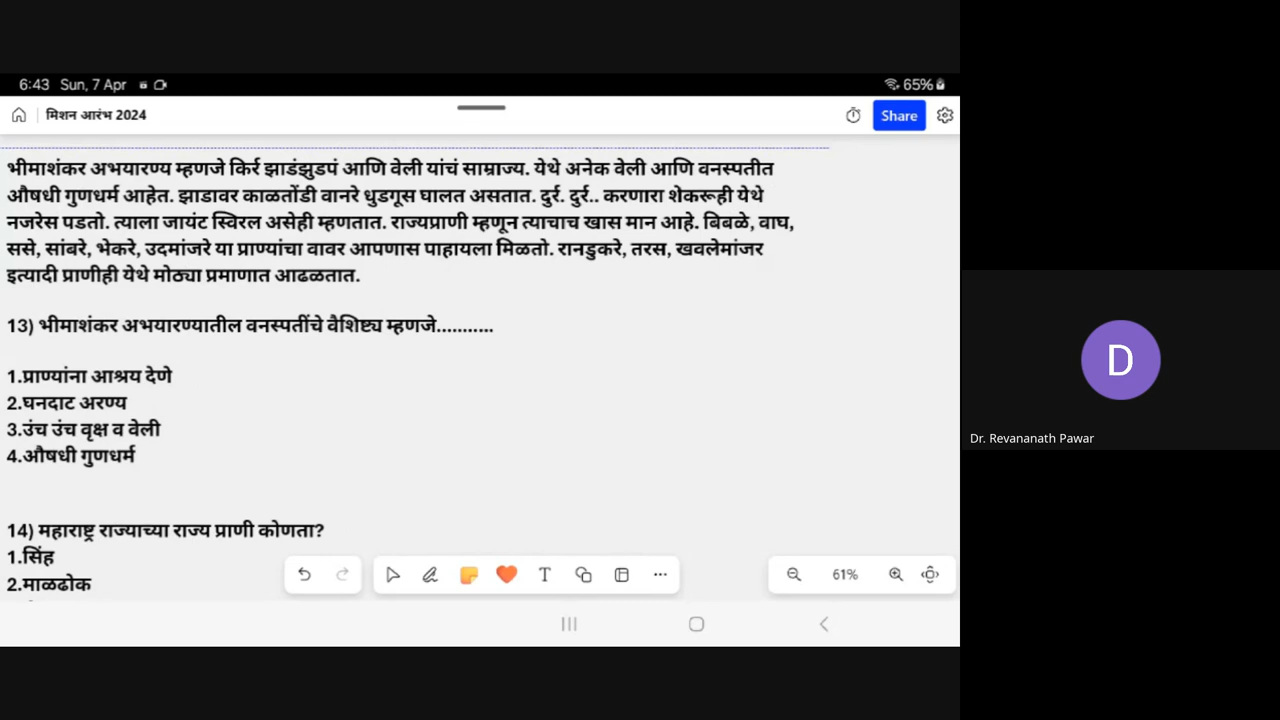 6:43 Sun, 7 Apr
65%
मिशन आरंभ 2024
Share
भीमाशंकर अभयारण्य म्हणजे किर्र झाडंझुडपं आणि वेली यांचं साम्राज्य. येथे अनेक वेली आणि वनस्पतीत
औषधी गुणधर्म आहेत. झाडावर काळतोंडी वानरे धुडगूस घालत असतात. दुर्र. दुर्र.. करणारा शेकरूही येथे
नजरेस पडतो. त्याला जायंट स्विरल असेही म्हणतात. राज्यप्राणी म्हणून त्याचाच खास मान आहे. बिबळे, वाघ,
ससे, सांबरे, भेकरे, उदमांजरे या प्राण्यांचा वावर आपणास पाहायला मिळतो. रानडुकरे, तरस, खवलेमांजर
इत्यादी प्राणीही येथे मोठ्या प्रमाणात आढळतात.
13) भीमाशंकर अभयारण्यातील वनस्पतींचे वैशिष्ट्य म्हणजे...........
1.प्राण्यांना आश्रय देणे
2.घनदाट अरण्य
3.उंच उंच वृक्ष व वेली
4.औषधी गुणधर्म
14) महाराष्ट्र राज्याच्या राज्य प्राणी कोणता?
1.सिंह
2.माळढोक
T
61%
D
Dr. Revananath Pawar